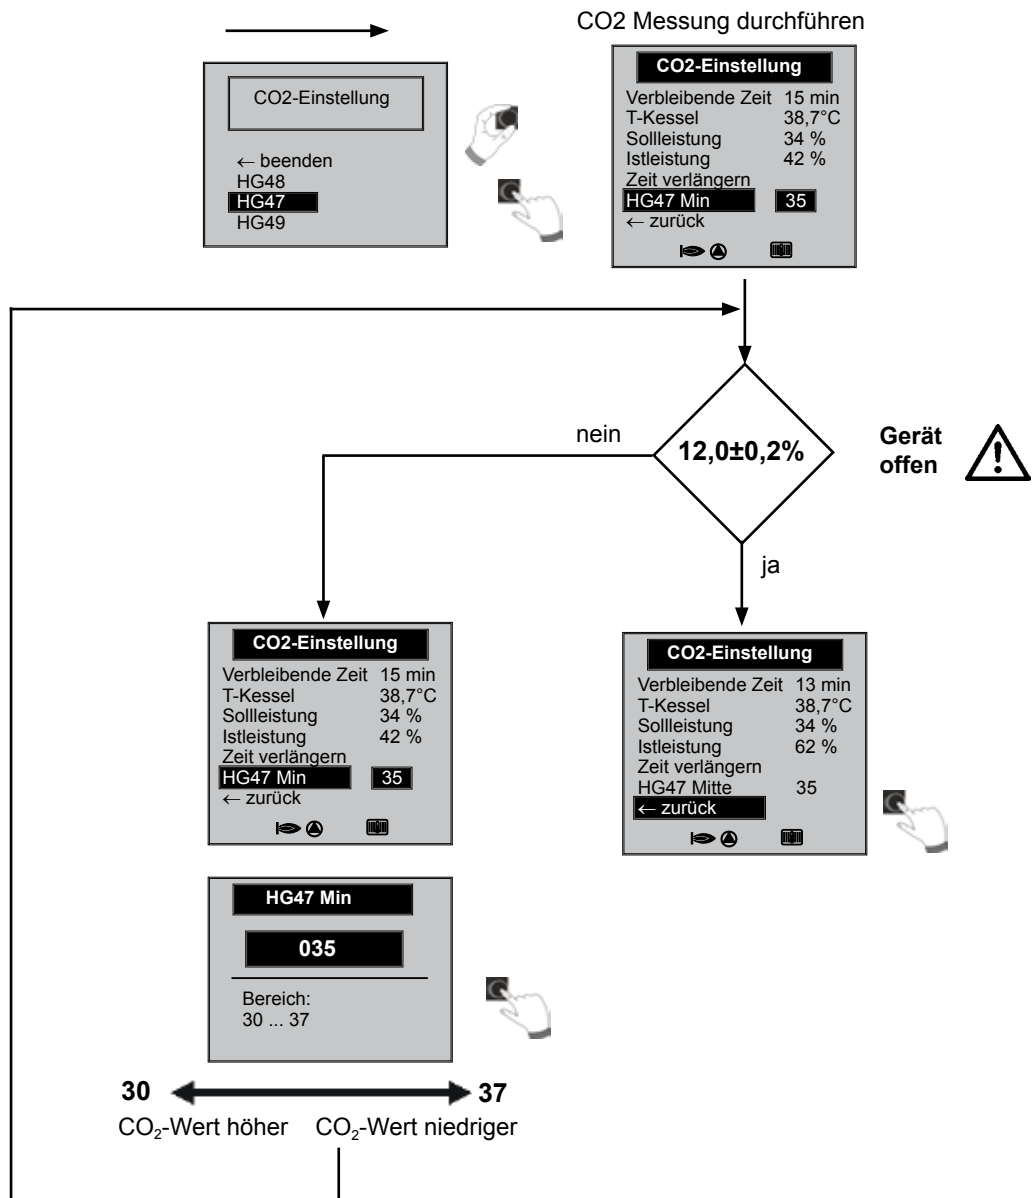 CO2 Messung durchführen
CO2-Einstellung
← beenden
HG48
HG47
HG49
CO2-Einstellung
Verbleibende Zeit 15 min
T-Kessel 38,7°C
Sollleistung 34 %
Istleistung 42 %
Zeit verlängern
HG47 Min 35
← zurück
nein
12,0±0,2%
Gerät
offen
ja
CO2-Einstellung
Verbleibende Zeit 15 min
T-Kessel 38,7°C
Sollleistung 34 %
Istleistung 42 %
Zeit verlängern
HG47 Min 35
← zurück
CO2-Einstellung
Verbleibende Zeit 13 min
T-Kessel 38,7°C
Sollleistung 34 %
Istleistung 62 %
Zeit verlängern
HG47 Mitte 35
← zurück
HG47 Min
035
Bereich:
30 ... 37
30 37
CO₂-Wert höher CO₂-Wert niedriger